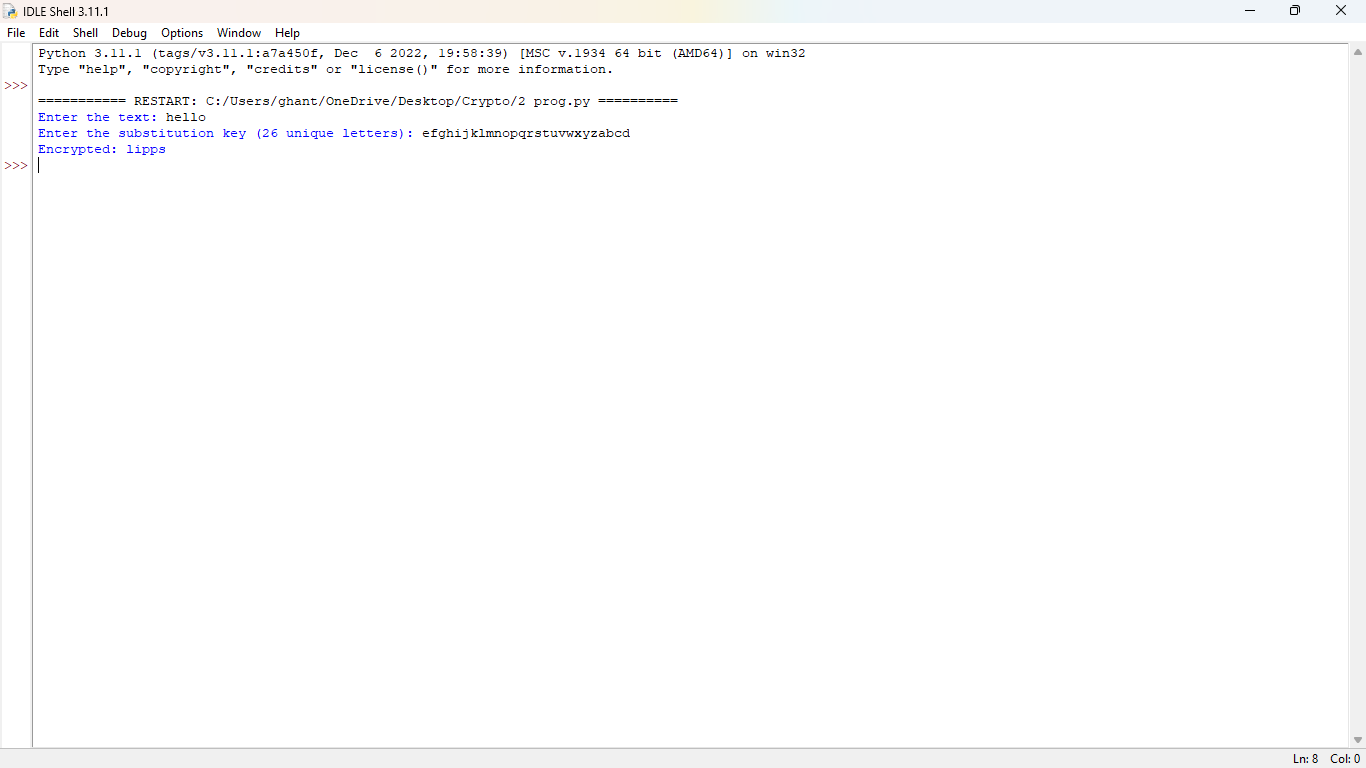 IDLE Shell 3.11.1
File Edit Shell Debug Options Window Help
Python 3.11.1 (tags/v3.11.1:a7a450f, Dec  6 2022, 19:58:39) [MSC v.1934 64 bit (AMD64)] on win32
Type "help", "copyright", "credits" or "license()" for more information.
>>>
=========== RESTART: C:/Users/ghant/OneDrive/Desktop/Crypto/2 prog.py ==========
Enter the text: hello
Enter the substitution key (26 unique letters): efghijklmnopqrstuvwxyzabcd
Encrypted: lipps
>>>
Ln: 8 Col: 0